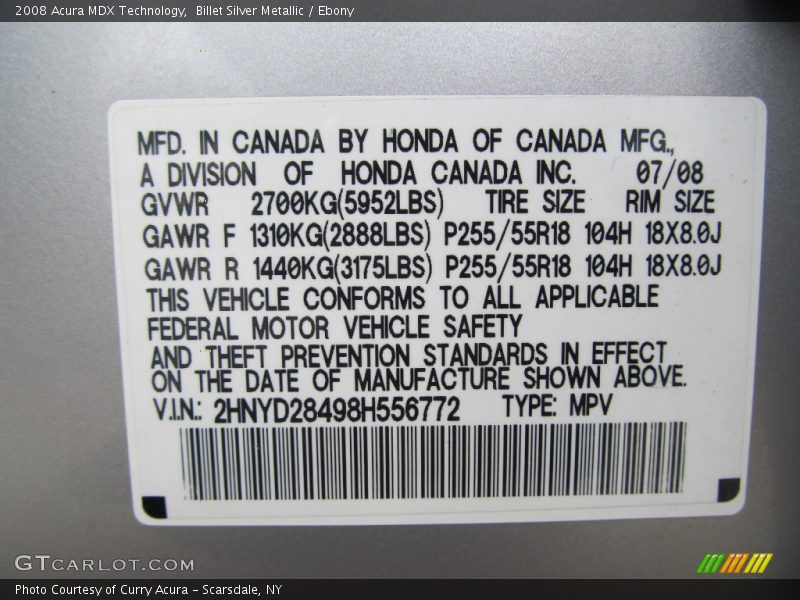 2008 Acura MDX Technology, Billet Silver Metallic / Ebony
MFD. IN CANADA BY HONDA OF CANADA MFG.,
A DIVISION OF HONDA CANADA INC. 07/08
GVWR 2700KG(5952LBS) TIRE SIZE RIM SIZE
GAWR F 1310KG(2888LBS) P255/55R18 104H 18X8.0J
GAWR R 1440KG(3175LBS) P255/55R18 104H 18X8.0J
THIS VEHICLE CONFORMS TO ALL APPLICABLE
FEDERAL MOTOR VEHICLE SAFETY
AND THEFT PREVENTION STANDARDS IN EFFECT
ON THE DATE OF MANUFACTURE SHOWN ABOVE.
V.I.N.: 2HNYD28498H556772 TYPE: MPV
GTCARLOT.COM
Photo Courtesy of Curry Acura - Scarsdale, NY